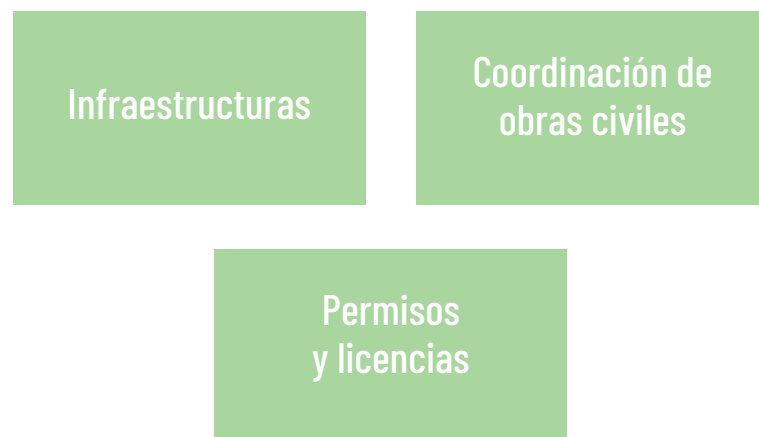 Infraestructuras
Coordinación de
obras civiles
Permisos
y licencias